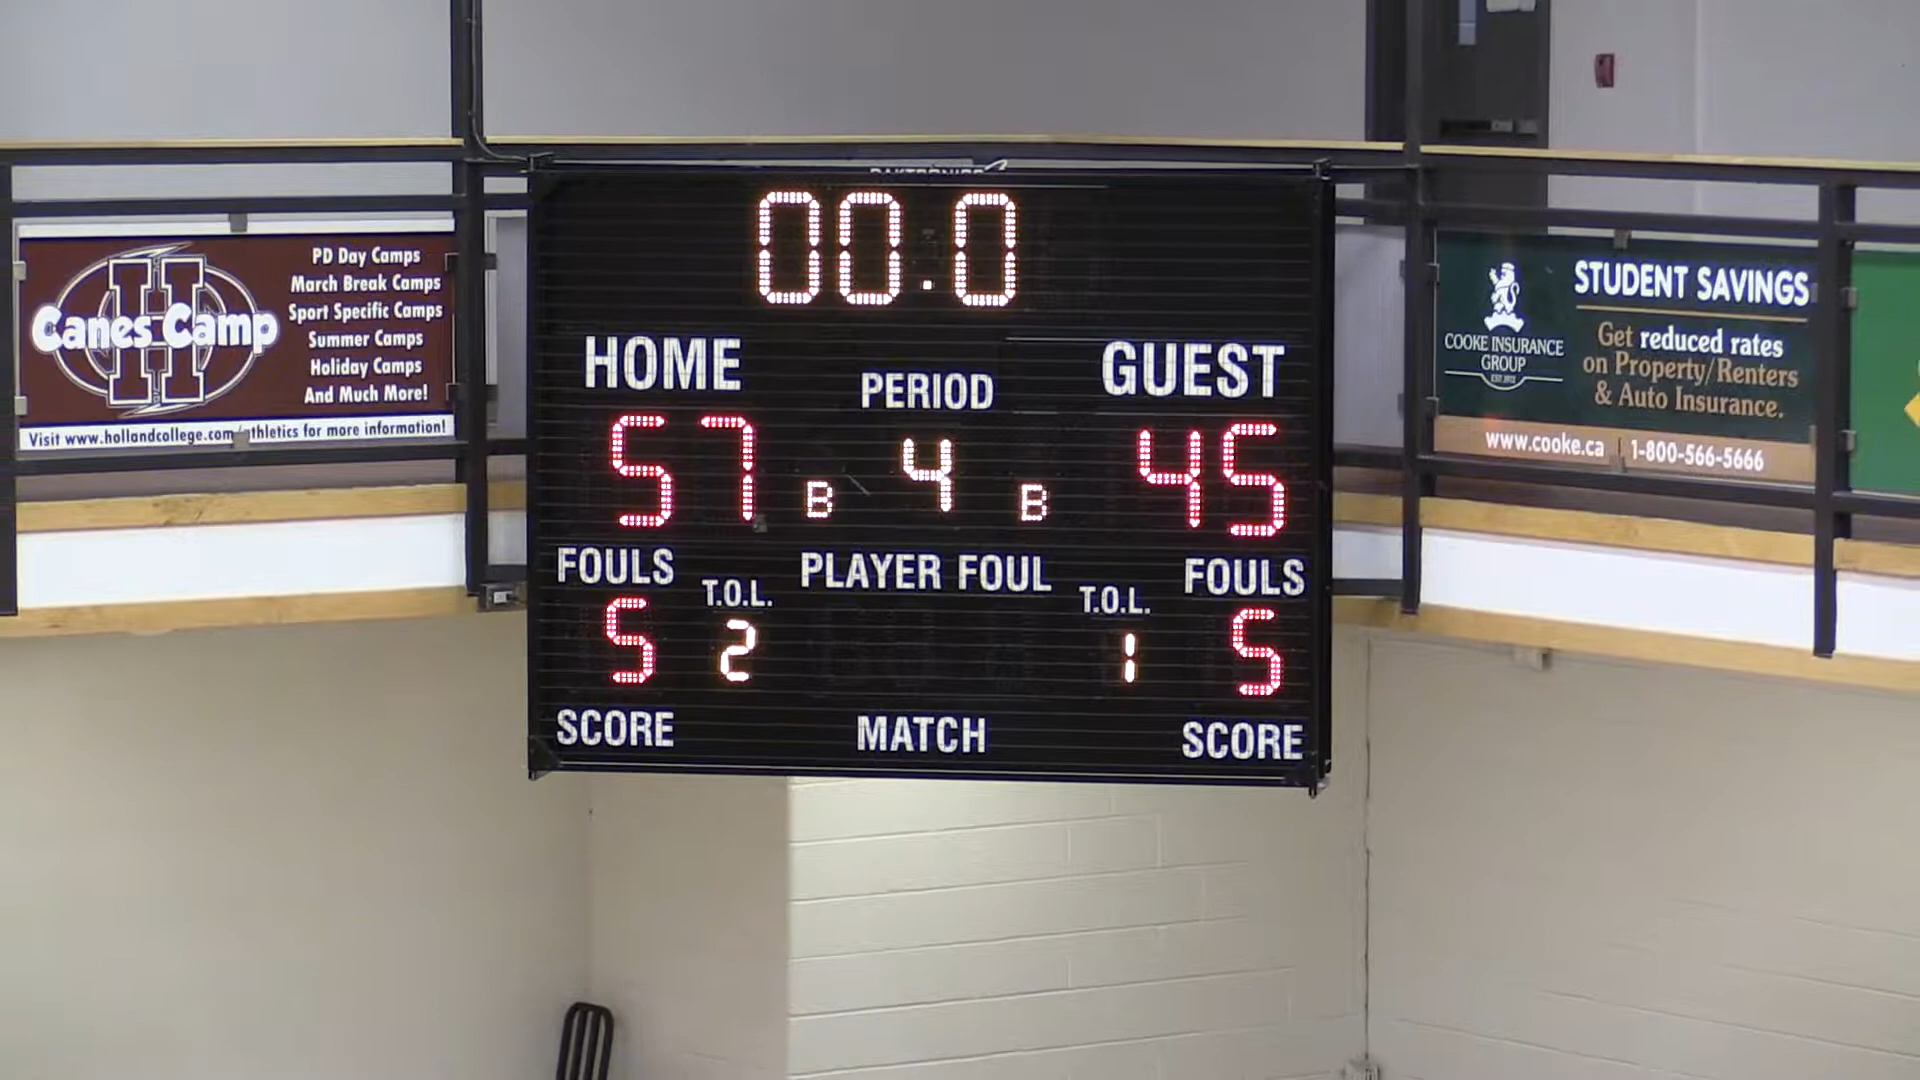 DAKTRONICS
00.0
HOME
PERIOD
GUEST
57
B
4
B
45
FOULS
T.O.L.
PLAYER FOUL
T.O.L.
FOULS
5
2
1
5
SCORE
MATCH
SCORE
H
Canes Camp
PD Day Camps
March Break Camps
Sport Specific Camps
Summer Camps
Holiday Camps
And Much More!
Visit www.hollandcollege.com/athletics for more information!
COOKE INSURANCE
GROUP
STUDENT SAVINGS
Get reduced rates
on Property/Renters
& Auto Insurance.
www.cooke.ca | 1-800-566-5666